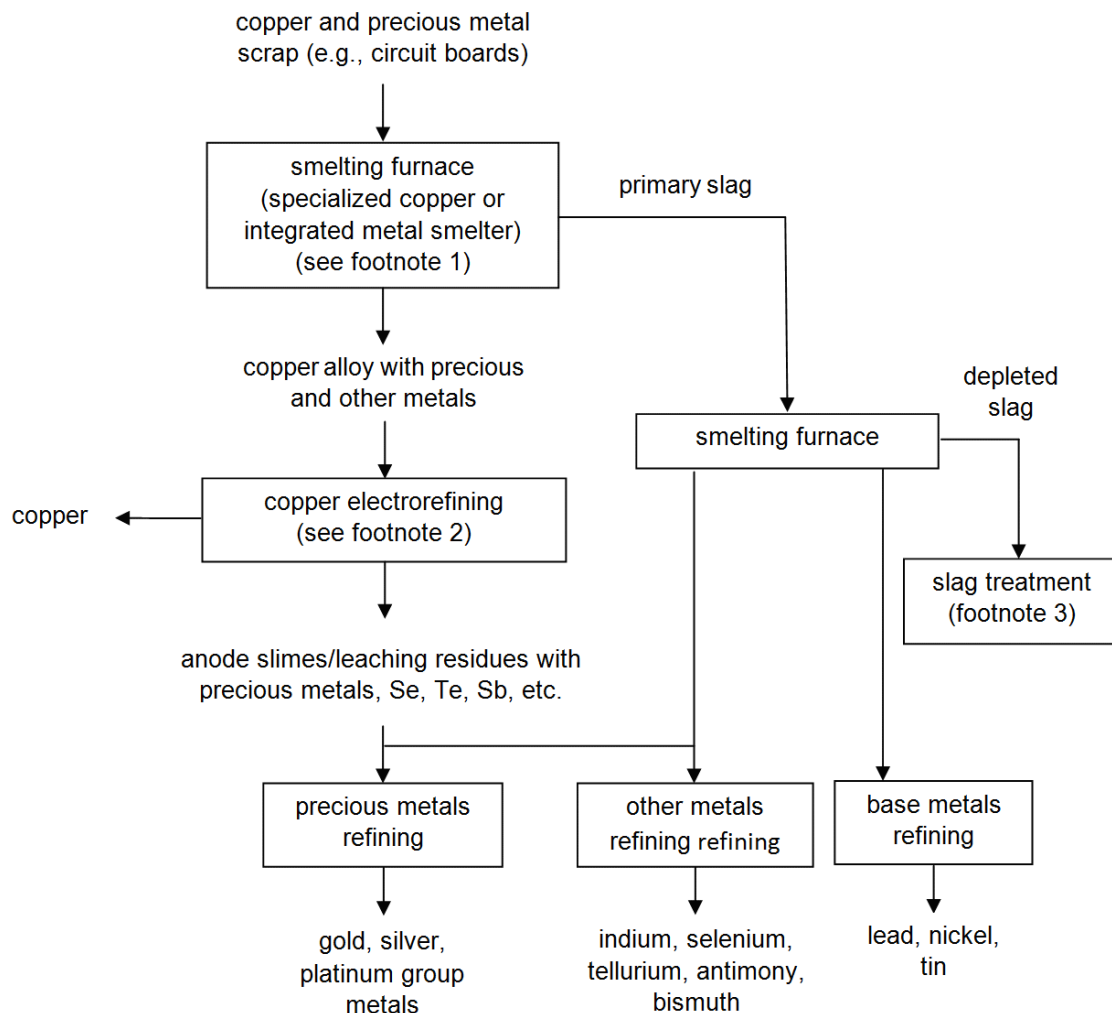 copper and precious metal
scrap (e.g., circuit boards)
smelting furnace
(specialized copper or
integrated metal smelter)
(see footnote 1)
primary slag
copper alloy with precious
and other metals
depleted
slag
smelting furnace
copper electrorefining
(see footnote 2)
copper
slag treatment
(footnote 3)
anode slimes/leaching residues with
precious metals, Se, Te, Sb, etc.
precious metals
refining
other metals
refining refining
base metals
refining
gold, silver,
platinum group
metals
indium, selenium,
tellurium, antimony,
bismuth
lead, nickel,
tin